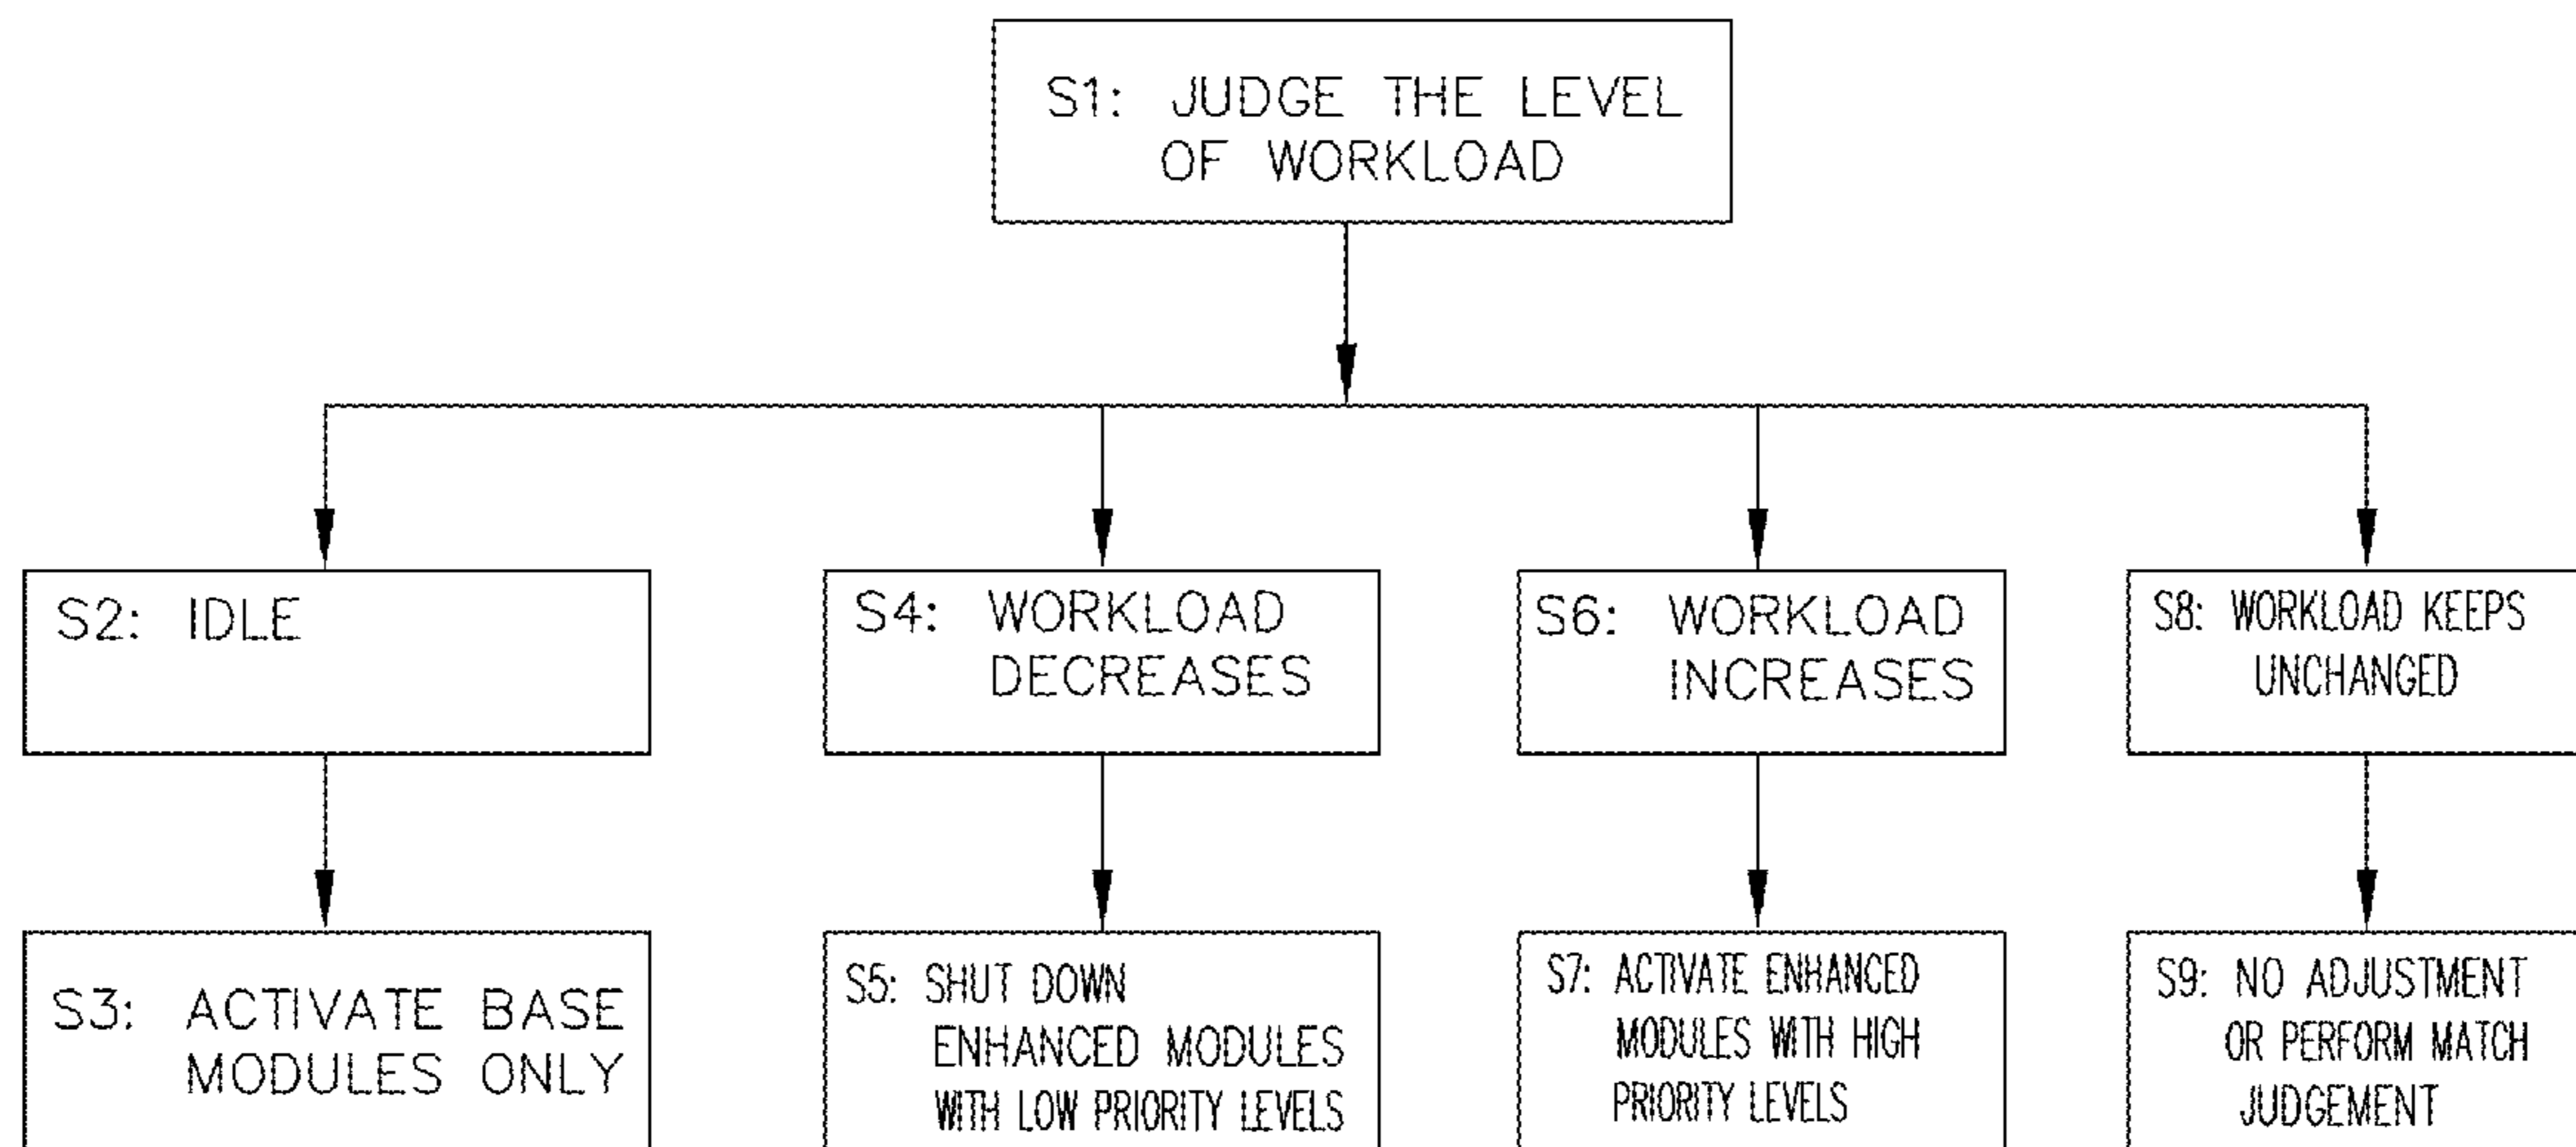 S1: JUDGE THE LEVEL
OF WORKLOAD
S2: IDLE
S4: WORKLOAD
DECREASES
S6: WORKLOAD
INCREASES
S8: WORKLOAD KEEPS
UNCHANGED
S3: ACTIVATE BASE
MODULES ONLY
S5: SHUT DOWN
ENHANCED MODULES
WITH LOW PRIORITY LEVELS
S7: ACTIVATE ENHANCED
MODULES WITH HIGH
PRIORITY LEVELS
S9: NO ADJUSTMENT
OR PERFORM MATCH
JUDGEMENT